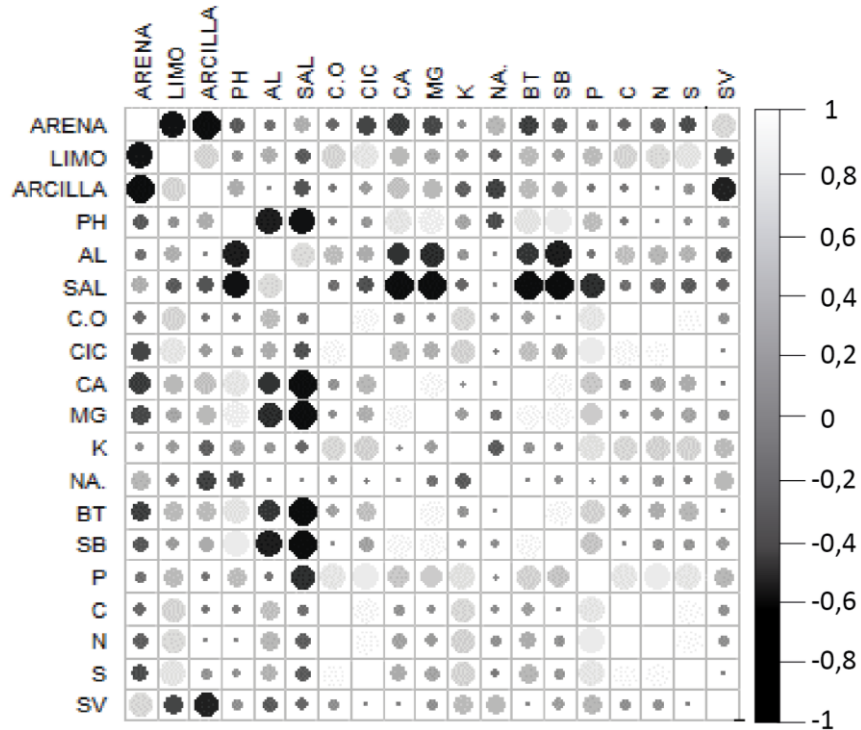 ARENA LIMO ARCILLA PH AL SAL C.O CIC CA MG K NA. BT SB P C N S SV
ARENA
LIMO
ARCILLA
PH
AL
SAL
C.O
CIC
CA
MG
K
NA.
BT
SB
P
C
N
S
SV
1
0,8
0,6
0,4
0,2
0
-0,2
-0,4
-0,6
-0,8
-1